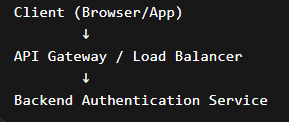 Client (Browser/App)
↓
API Gateway / Load Balancer
↓
Backend Authentication Service